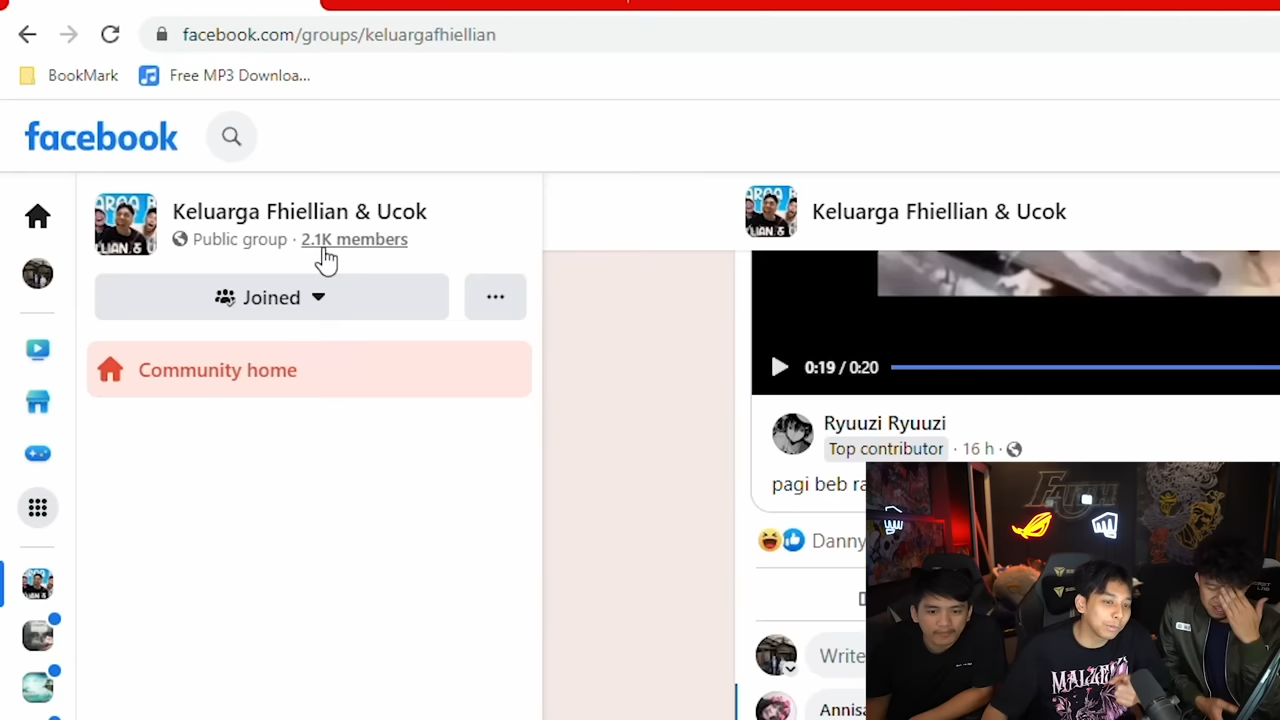 facebook.com/groups/keluargafhiellian
BookMark
Free MP3 Downloa...
facebook
Keluarga Fhiellian & Ucok
Public group · 2.1K members
Joined
Community home
Keluarga Fhiellian & Ucok
0:19 / 0:20
Ryuuzi Ryuuzi
Top contributor · 16 h ·
pagi beb ra
Danny
Write
Annisa